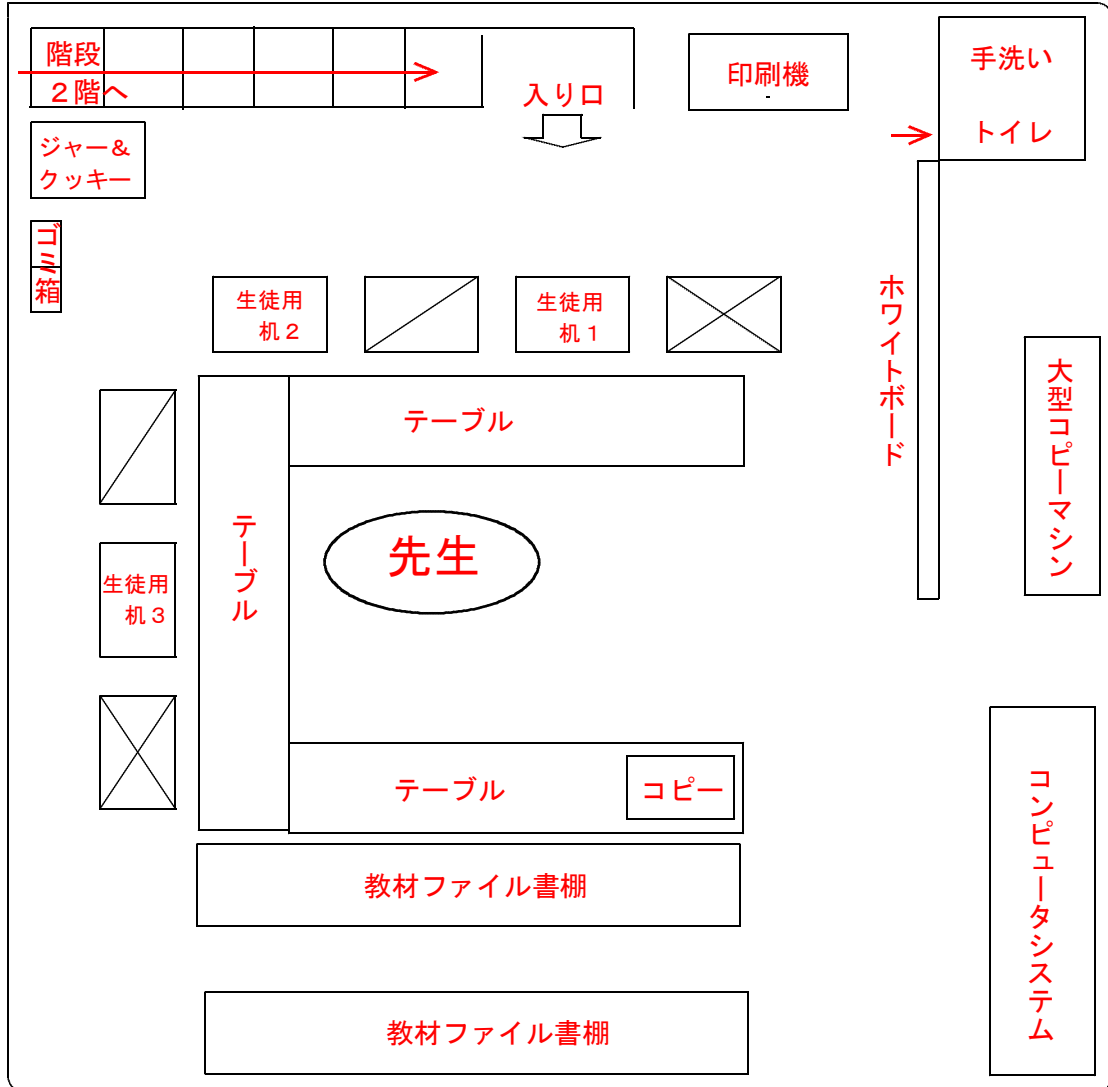 階段
2階へ
入り口
印刷機
手洗い
トイレ
ジャー&
クッキー
ゴミ箱
生徒用
机2
生徒用
机1
ホワイトボード
大型コピーマシン
テーブル
テーブル
先生
生徒用
机3
テーブル
コピー
コンピュータシステム
教材ファイル書棚
教材ファイル書棚